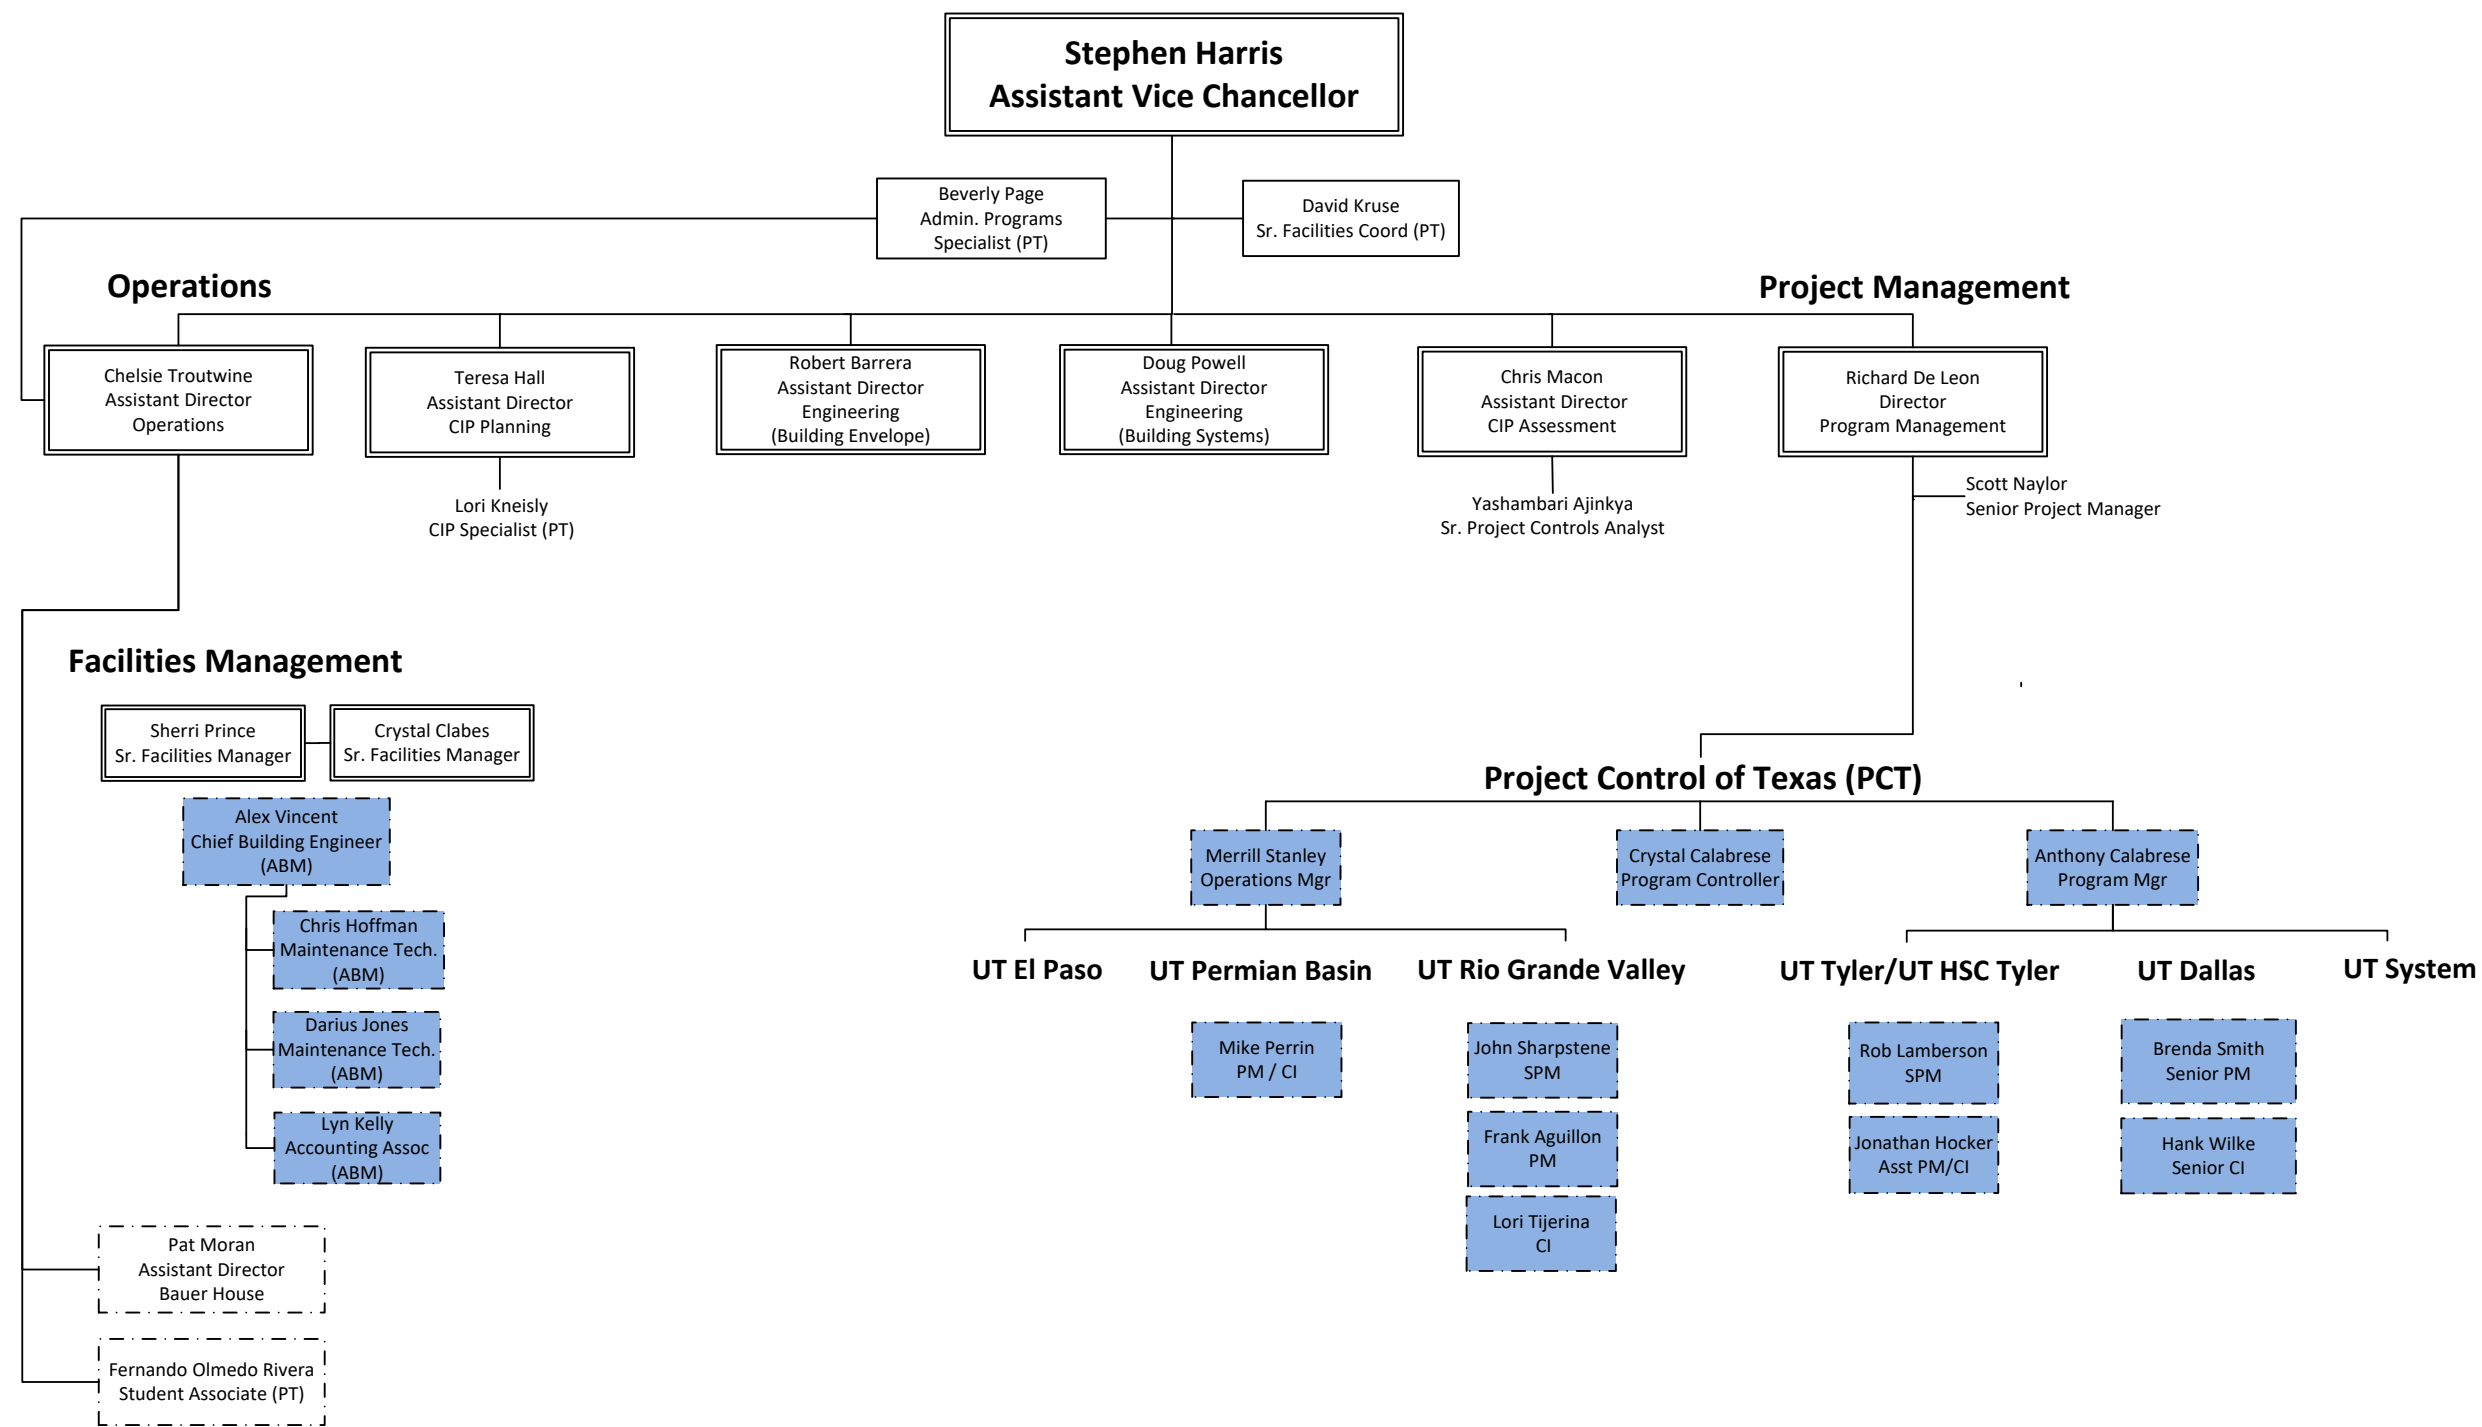 Stephen Harris
Assistant Vice Chancellor
Beverly Page
Admin. Programs
Specialist (PT)
David Kruse
Sr. Facilities Coord (PT)
Operations
Project Management
Chelsie Troutwine
Assistant Director
Operations
Teresa Hall
Assistant Director
CIP Planning
Robert Barrera
Assistant Director
Engineering
(Building Envelope)
Doug Powell
Assistant Director
Engineering
(Building Systems)
Chris Macon
Assistant Director
CIP Assessment
Richard De Leon
Director
Program Management
Lori Kneisly
CIP Specialist (PT)
Yashambari Ajinkya
Sr. Project Controls Analyst
Scott Naylor
Senior Project Manager
Facilities Management
Sherri Prince
Sr. Facilities Manager
Crystal Clabes
Sr. Facilities Manager
Alex Vincent
Chief Building Engineer
(ABM)
Chris Hoffman
Maintenance Tech.
(ABM)
Darius Jones
Maintenance Tech.
(ABM)
Lyn Kelly
Accounting Assoc
(ABM)
Pat Moran
Assistant Director
Bauer House
Fernando Olmedo Rivera
Student Associate (PT)
Project Control of Texas (PCT)
Merrill Stanley
Operations Mgr
Crystal Calabrese
Program Controller
Anthony Calabrese
Program Mgr
UT El Paso
UT Permian Basin
UT Rio Grande Valley
UT Tyler/UT HSC Tyler
UT Dallas
UT System
Mike Perrin
PM / CI
John Sharpstene
SPM
Frank Aguillon
PM
Lori Tijerina
CI
Rob Lamberson
SPM
Jonathan Hocker
Asst PM/CI
Brenda Smith
Senior PM
Hank Wilke
Senior CI